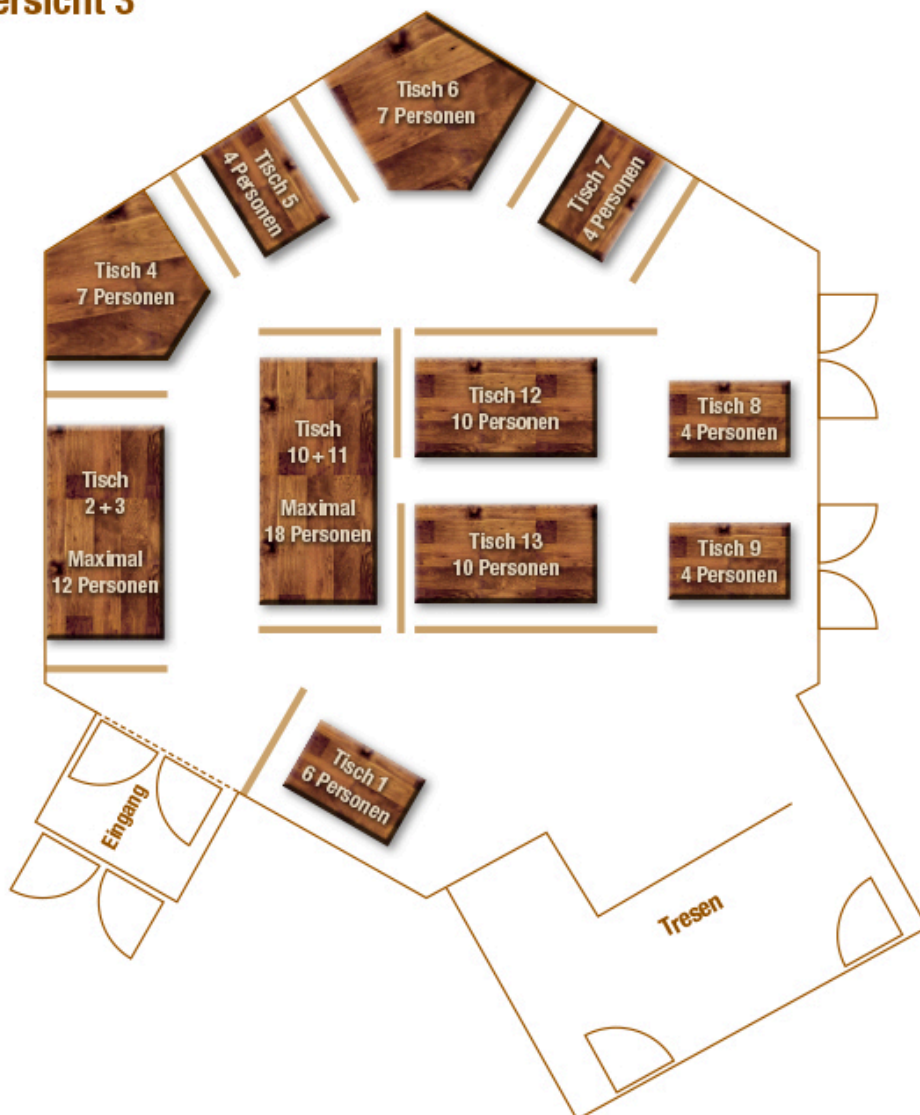 ersicht 3
Tisch 6
7 Personen
Tisch 5
4 Personen
Tisch 7
4 Personen
Tisch 4
7 Personen
Tisch 12
10 Personen
Tisch 8
4 Personen
Tisch
10 + 11
Maximal
18 Personen
Tisch
2 + 3
Maximal
12 Personen
Tisch 13
10 Personen
Tisch 9
4 Personen
Tisch 1
6 Personen
Eingang
Tresen